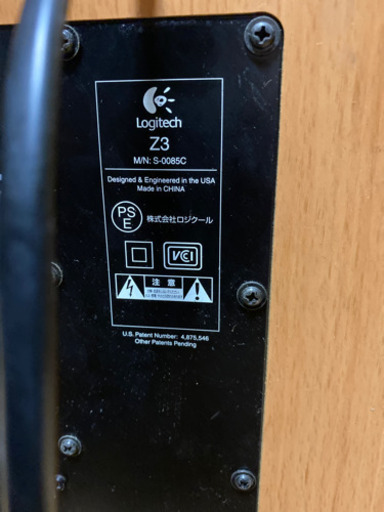 Logitech
Z3
M/N: S-0085C
Designed & Engineered in the USA
Made in CHINA
PS
E
株式会社ロジクール
VCCI
注意
U.S. Patent Number: 4,875,546
Other Patents Pending